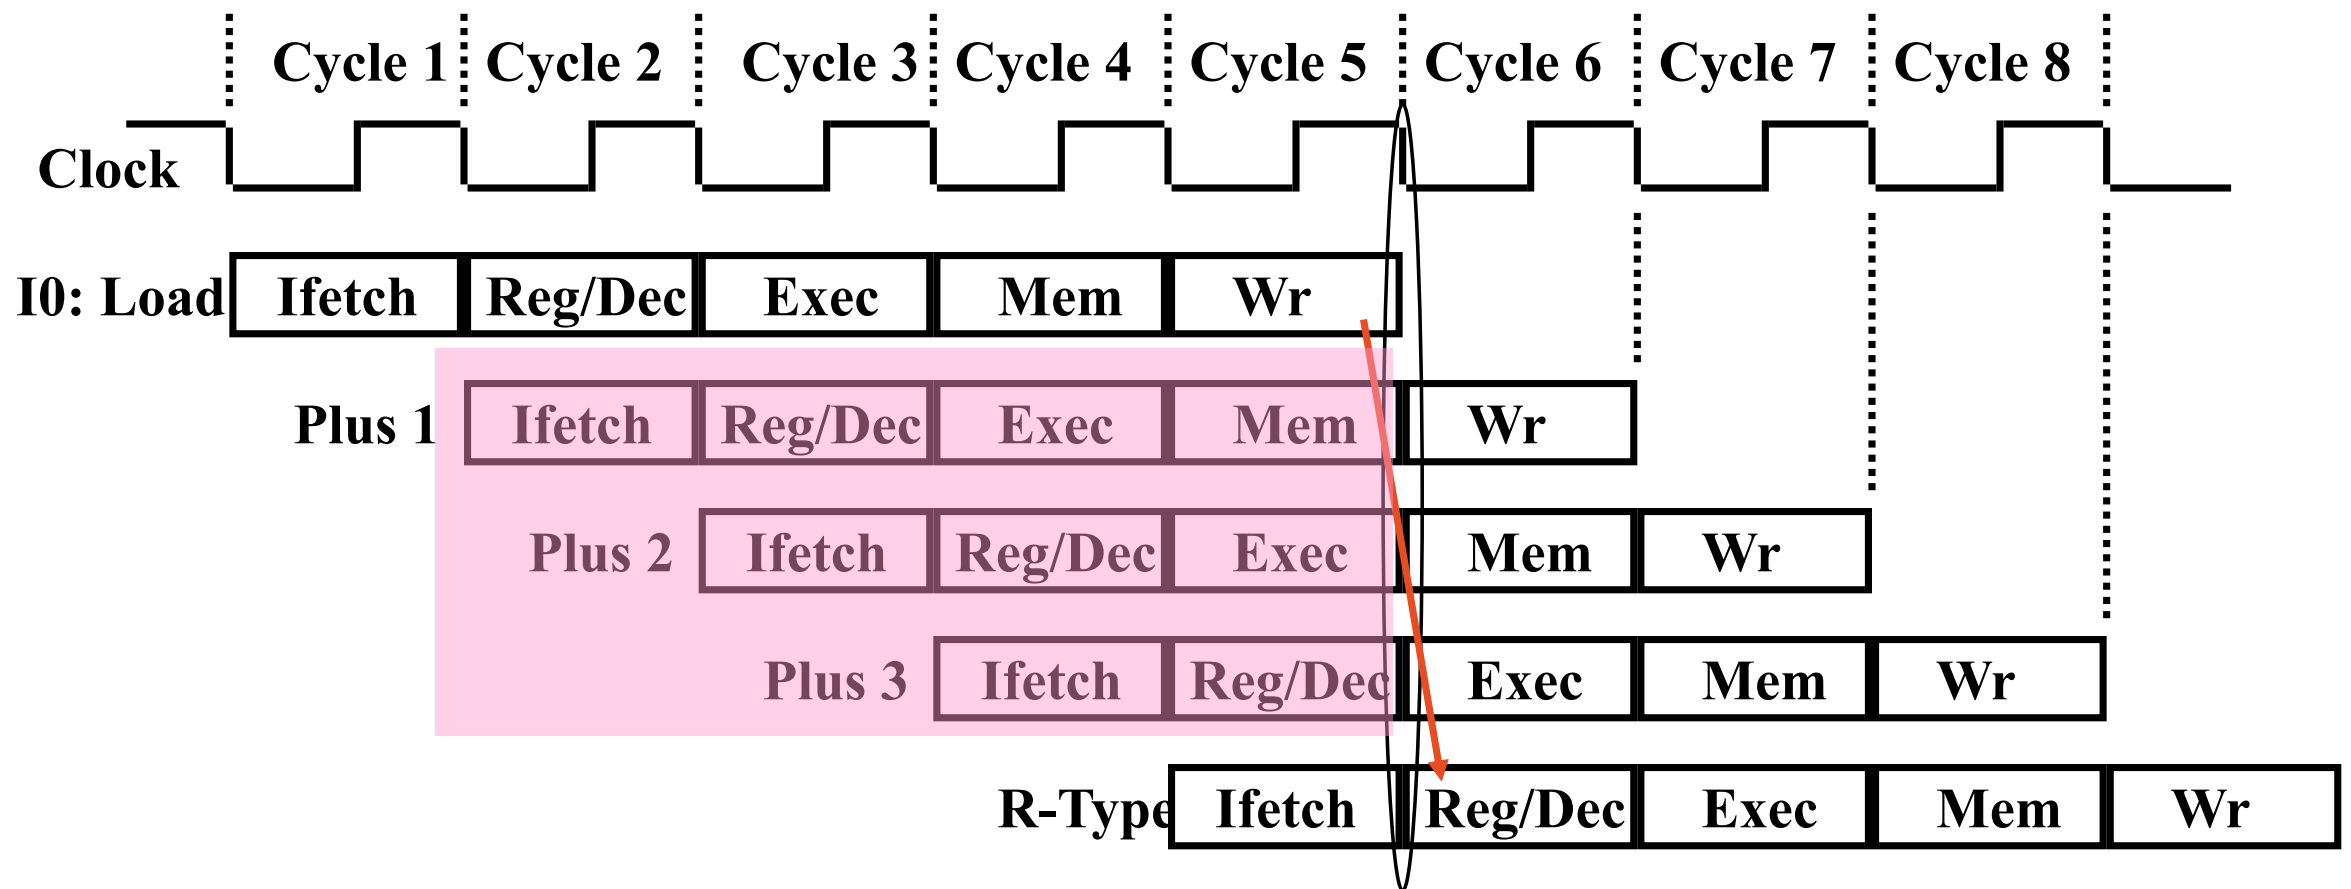 Cycle 1 Cycle 2 Cycle 3 Cycle 4 Cycle 5 Cycle 6 Cycle 7 Cycle 8
Clock
I0: Load Ifetch Reg/Dec Exec Mem Wr
Plus 1 Ifetch Reg/Dec Exec Mem Wr
Plus 2 Ifetch Reg/Dec Exec Mem Wr
Plus 3 Ifetch Reg/Dec Exec Mem Wr
R-Type Ifetch Reg/Dec Exec Mem Wr